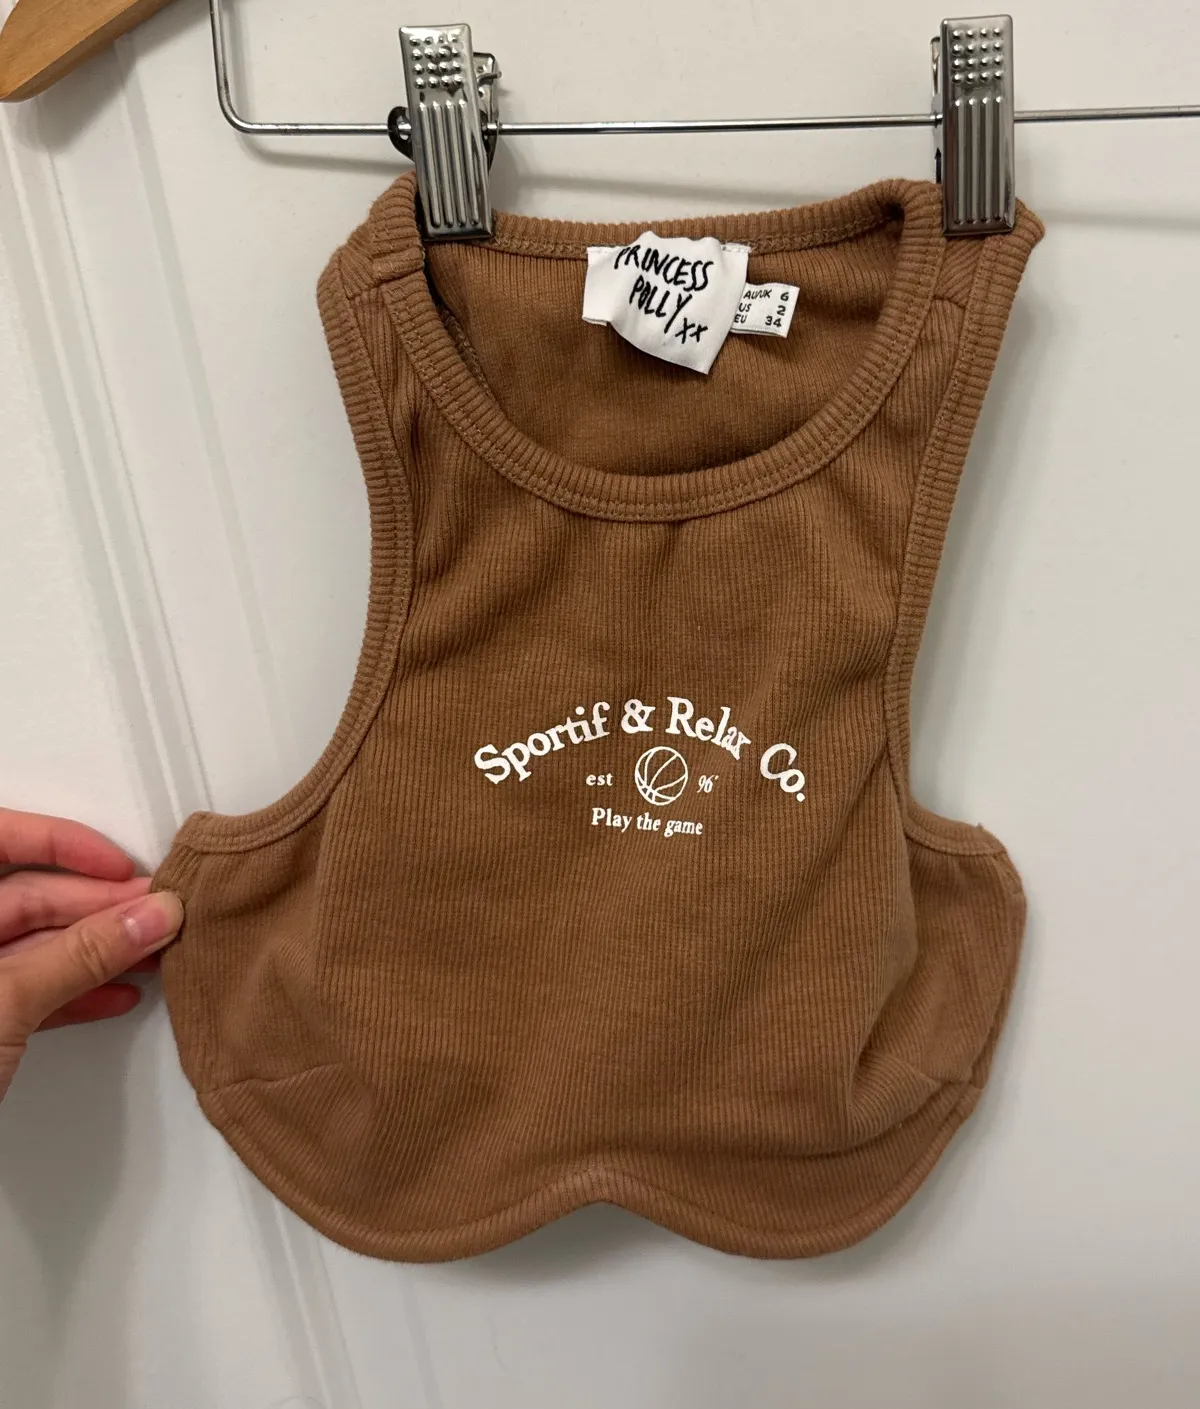 PRINCESS
POLLY
xx
AU/UK 6
US 2
EU 34
Sportif & Relax Co.
est 96'
Play the game